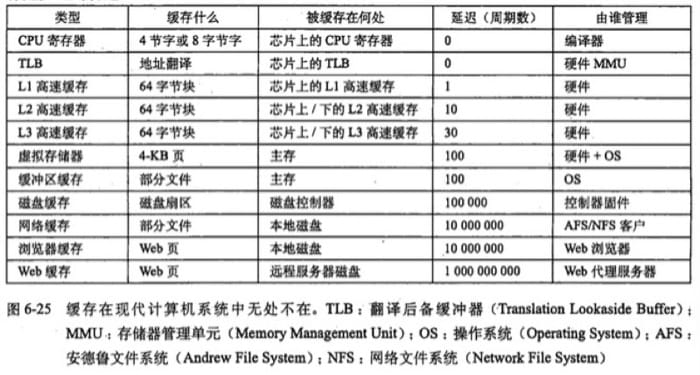 类型 缓存什么 被缓存在何处 延迟（周期数） 由谁管理
CPU 寄存器 4 节字或 8 字节字 芯片上的 CPU 寄存器 0 编译器
TLB 地址翻译 芯片上的 TLB 0 硬件 MMU
L1 高速缓存 64 字节块 芯片上的 L1 高速缓存 1 硬件
L2 高速缓存 64 字节块 芯片上 / 下的 L2 高速缓存 10 硬件
L3 高速缓存 64 字节块 芯片上 / 下的 L3 高速缓存 30 硬件
虚拟存储器 4-KB 页 主存 100 硬件 + OS
缓冲区缓存 部分文件 主存 100 OS
磁盘缓存 磁盘扇区 磁盘控制器 100 000 控制器固件
网络缓存 部分文件 本地磁盘 10 000 000 AFS/NFS 客户
浏览器缓存 Web 页 本地磁盘 10 000 000 Web 浏览器
Web 缓存 Web 页 远程服务器磁盘 1 000 000 000 Web 代理服务器
图 6-25 缓存在现代计算机系统中无处不在。TLB：翻译后备缓冲器（Translation Lookaside Buffer）；
MMU：存储器管理单元（Memory Management Unit）；OS：操作系统（Operating System）；AFS：
安德鲁文件系统（Andrew File System）；NFS：网络文件系统（Network File System）